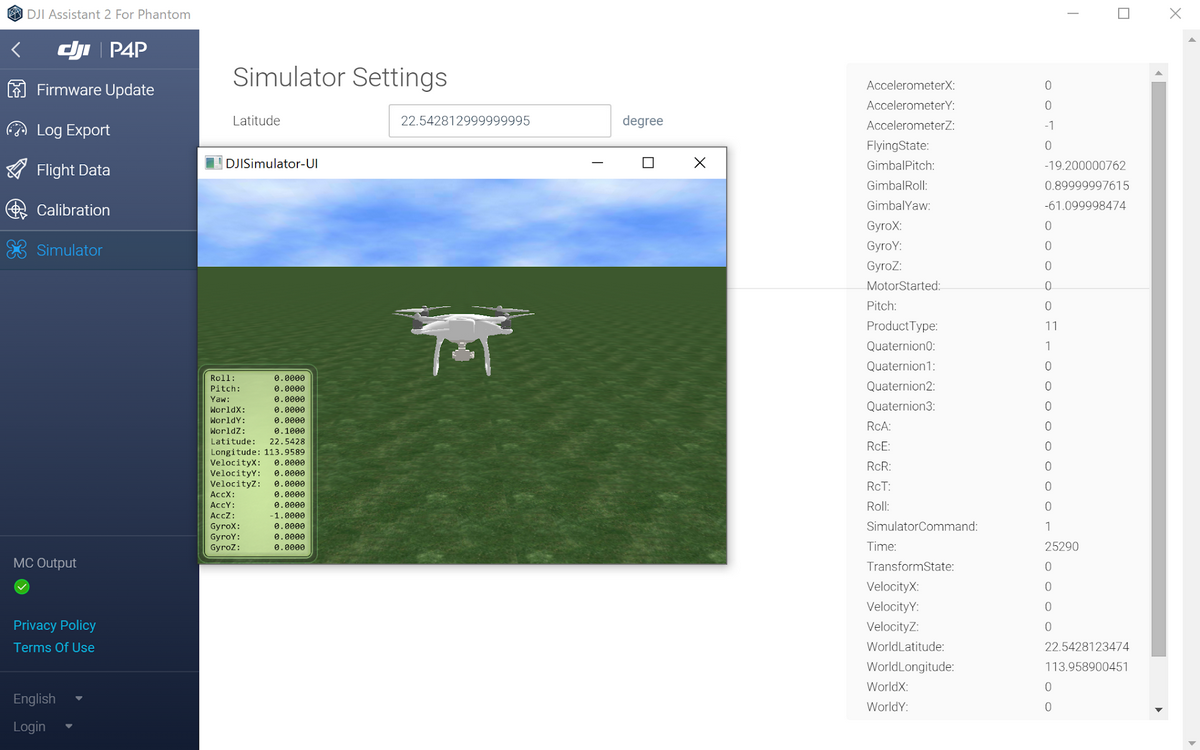 DJI Assistant 2 For Phantom
dji P4P
Firmware Update
Log Export
Flight Data
Calibration
Simulator
MC Output
Privacy Policy
Terms Of Use
English
Login
Simulator Settings
Latitude 22.542812999999995 degree
DJISimulator-UI
Roll: 0.0000
Pitch: 0.0000
Yaw: 0.0000
WorldX: 0.0000
WorldY: 0.0000
WorldZ: 0.1000
Latitude: 22.5428
Longitude: 113.9589
VelocityX: 0.0000
VelocityY: 0.0000
VelocityZ: 0.0000
AccX: 0.0000
AccY: 0.0000
AccZ: -1.0000
GyroX: 0.0000
GyroY: 0.0000
GyroZ: 0.0000
AccelerometerX: 0
AccelerometerY: 0
AccelerometerZ: -1
FlyingState: 0
GimbalPitch: -19.200000762
GimbalRoll: 0.89999997615
GimbalYaw: -61.099998474
GyroX: 0
GyroY: 0
GyroZ: 0
MotorStarted: 0
Pitch: 0
ProductType: 11
Quaternion0: 1
Quaternion1: 0
Quaternion2: 0
Quaternion3: 0
RcA: 0
RcE: 0
RcR: 0
RcT: 0
Roll: 0
SimulatorCommand: 1
Time: 25290
TransformState: 0
VelocityX: 0
VelocityY: 0
VelocityZ: 0
WorldLatitude: 22.5428123474
WorldLongitude: 113.958900451
WorldX: 0
WorldY: 0